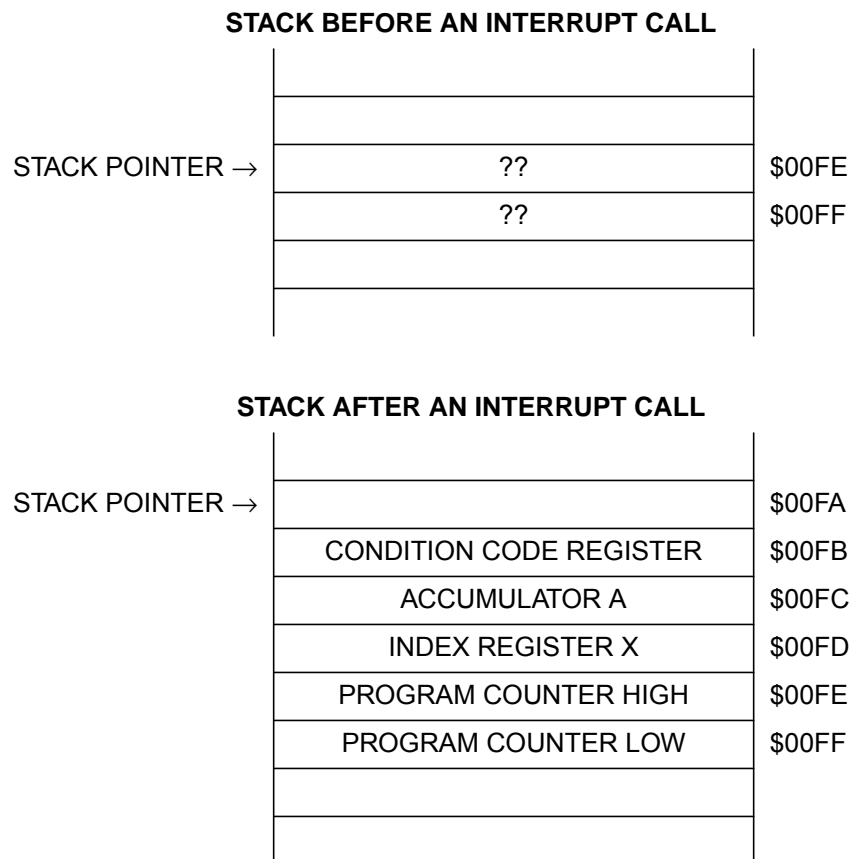 STACK BEFORE AN INTERRUPT CALL
STACK POINTER → ?? $00FE
?? $00FF
STACK AFTER AN INTERRUPT CALL
STACK POINTER → $00FA
CONDITION CODE REGISTER $00FB
ACCUMULATOR A $00FC
INDEX REGISTER X $00FD
PROGRAM COUNTER HIGH $00FE
PROGRAM COUNTER LOW $00FF